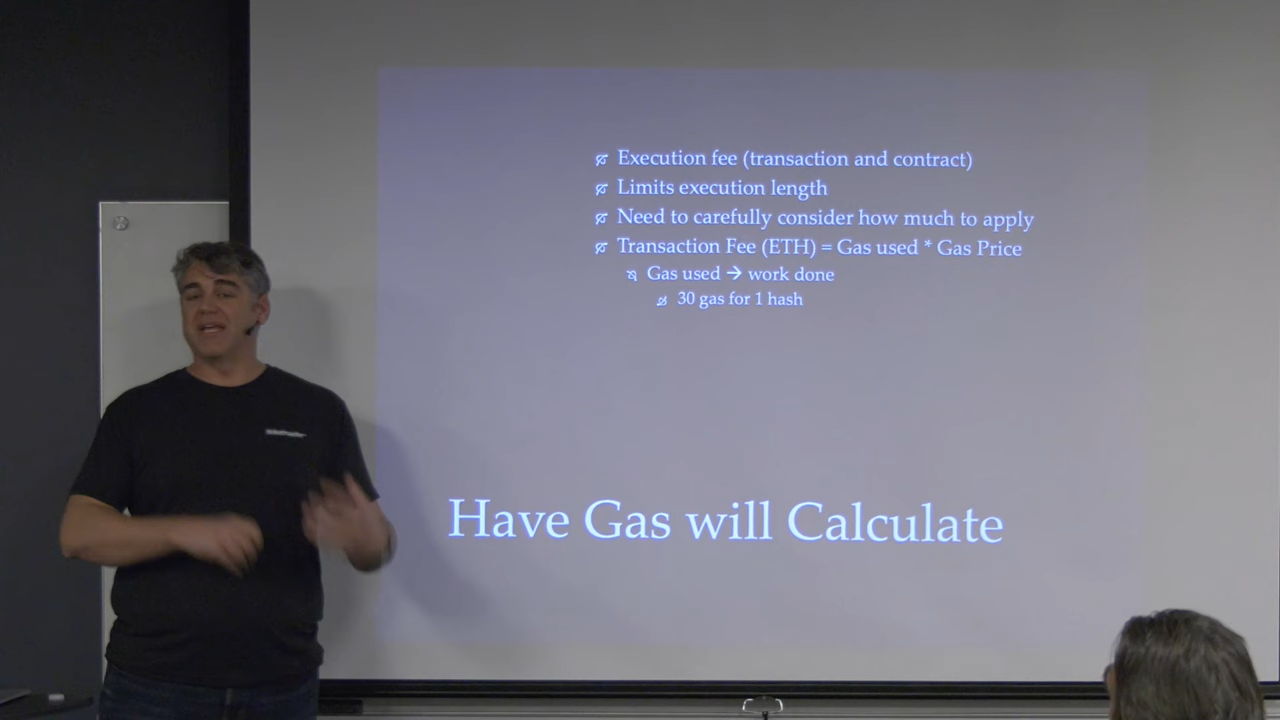 Execution fee (transaction and contract)
Limits execution length
Need to carefully consider how much to apply
Transaction Fee (ETH) = Gas used * Gas Price
Gas used → work done
30 gas for 1 hash
Have Gas will Calculate